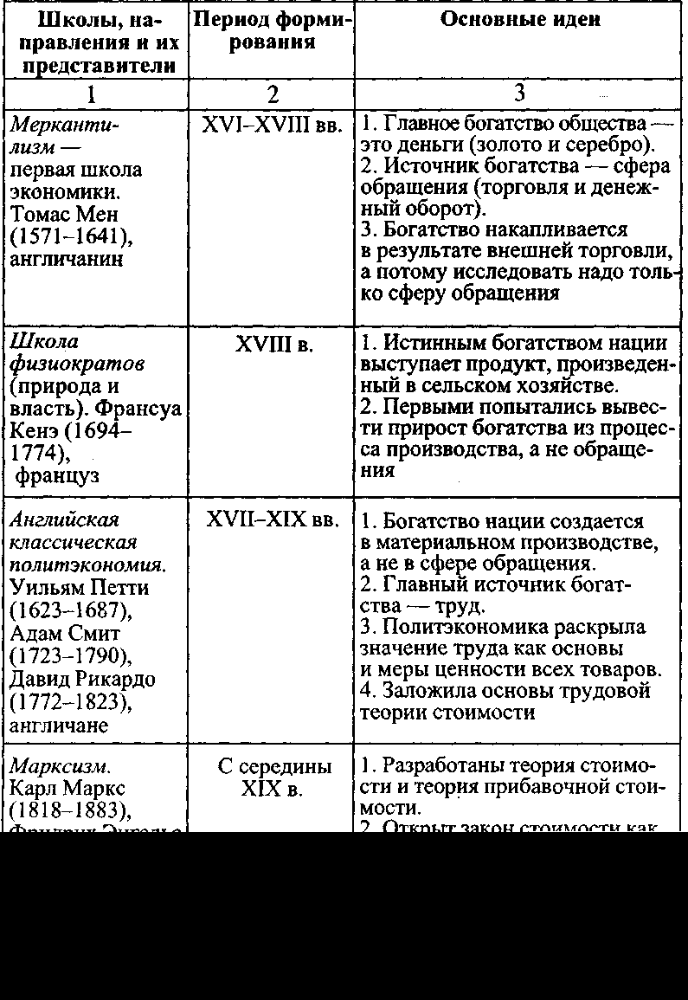 Школы, на-
правления и их
представители
Период форми-
рования
Основные идеи
1
2
3
Мерканти-
лизм —
первая школа
экономики.
Томас Мен
(1571–1641),
англичанин
XVI–XVIII вв.
1. Главное богатство общества —
это деньги (золото и серебро).
2. Источник богатства — сфера
обращения (торговля и денеж-
ный оборот).
3. Богатство накапливается
в результате внешней торговли,
а потому исследовать надо толь-
ко сферу обращения
Школа
физиократов
(природа и
власть). Франсуа
Кенэ (1694–
1774),
француз
XVIII в.
1. Истинным богатством нации
выступает продукт, произведен-
ный в сельском хозяйстве.
2. Первыми попытались вывес-
ти прирост богатства из процес-
са производства, а не обраще-
ния
Английская
классическая
политэкономия.
Уильям Петти
(1623–1687),
Адам Смит
(1723–1790),
Давид Рикардо
(1772–1823),
англичане
XVII–XIX вв.
1. Богатство нации создается
в материальном производстве,
а не в сфере обращения.
2. Главный источник богат-
ства — труд.
3. Политэкономика раскрыла
значение труда как основы
и меры ценности всех товаров.
4. Заложила основы трудовой
теории стоимости
Марксизм.
Карл Маркс
(1818–1883),
С середины
XIX в.
1. Разработаны теория стоимо-
сти и теория прибавочной стои-
мости.
2. Открыт закон стоимости как